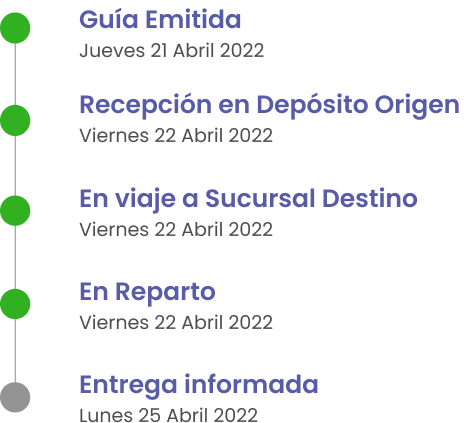 Guía Emitida
Jueves 21 Abril 2022
Recepción en Depósito Origen
Viernes 22 Abril 2022
En viaje a Sucursal Destino
Viernes 22 Abril 2022
En Reparto
Viernes 22 Abril 2022
Entrega informada
Lunes 25 Abril 2022